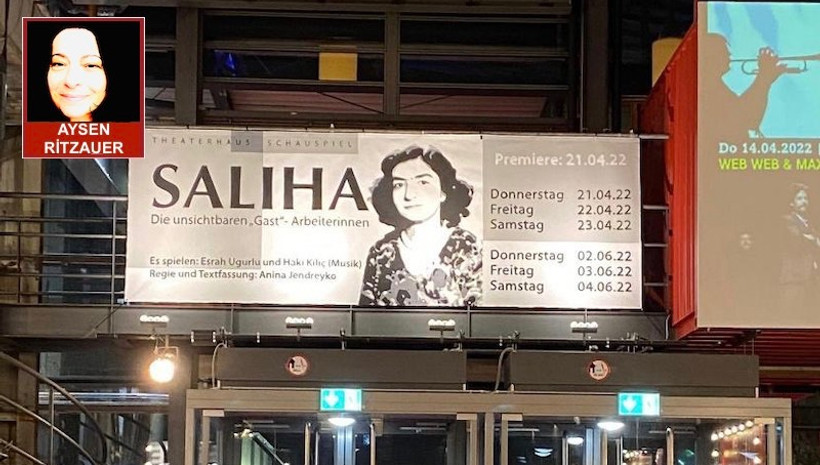 AYSEN
RİTZAUER
THEATERHAUS SCHAUSPIEL
SALIHA
Die unsichtbaren „Gast"- Arbeiterinnen
Es spielen: Esrah Ugurlu und Haki Kılıç (Musik)
Regie und Textfassung: Anina Jendreyko
Premiere: 21.04.22
Donnerstag 21.04.22
Freitag 22.04.22
Samstag 23.04.22
Donnerstag 02.06.22
Freitag 03.06.22
Samstag 04.06.22
Do 14.04.2022
WEB WEB & MAX